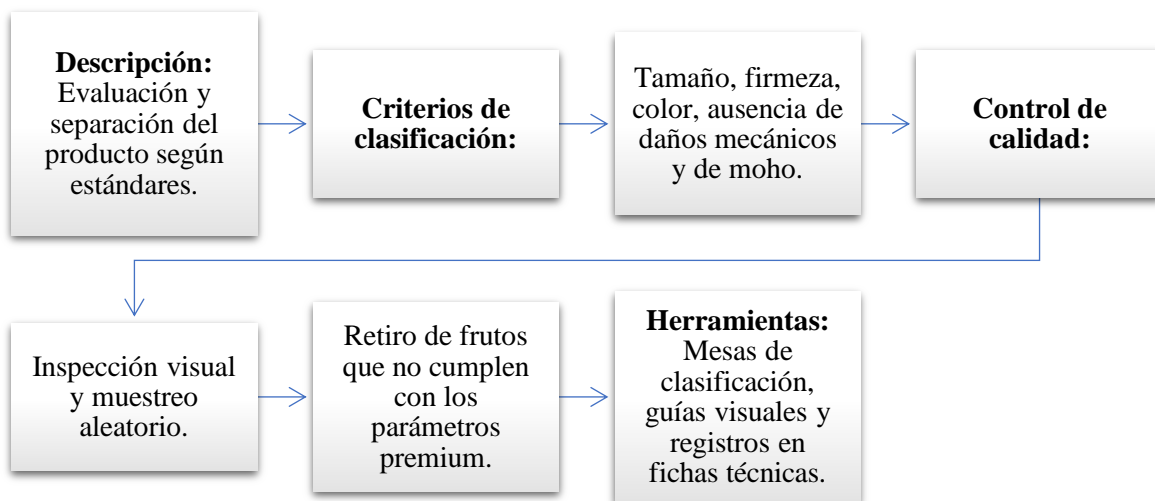 Descripción:
Evaluación y
separación del
producto según
estándares.
Criterios de
clasificación:
Tamaño, firmeza,
color, ausencia de
daños mecánicos
y de moho.
Control de
calidad:
Inspección visual
y muestreo
aleatorio.
Retiro de frutos
que no cumplen
con los
parámetros
premium.
Herramientas:
Mesas de
clasificación,
guías visuales y
registros en
fichas técnicas.